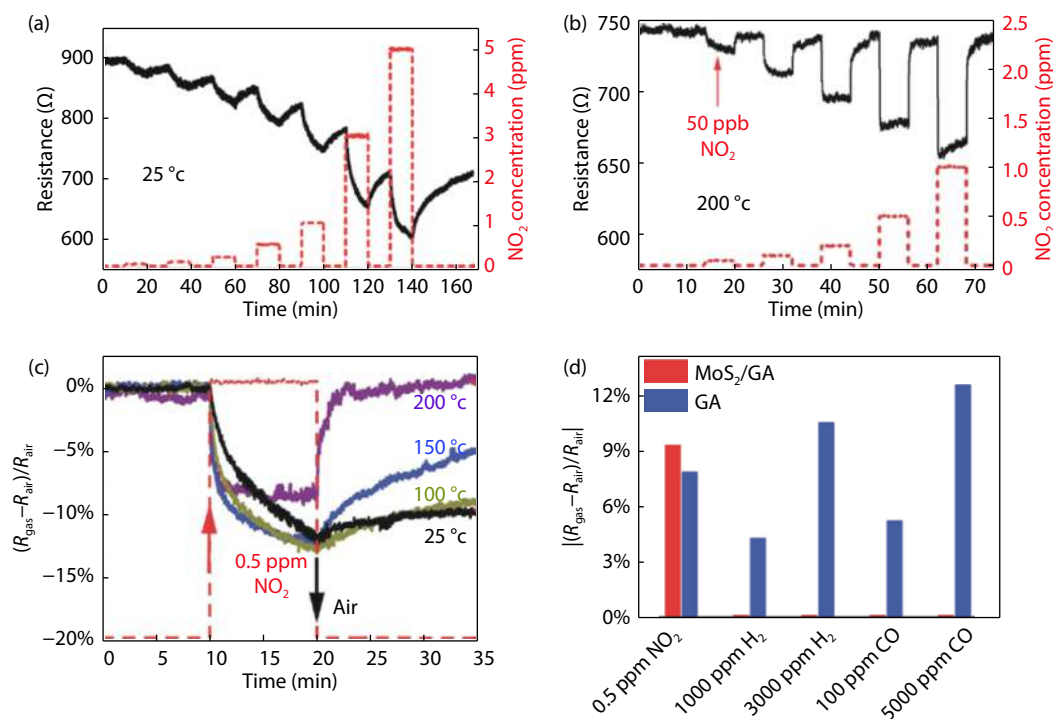 (a)
900
800
700
600
Resistance (Ω)
25 °c
0 20 40 60 80 100 120 140 160
Time (min)
5
4
3
2
1
0
NO₂ concentration (ppm)
(b)
750
700
650
600
Resistance (Ω)
50 ppb
NO₂
200 °c
0 10 20 30 40 50 60 70
Time (min)
2.5
2.0
1.5
1.0
0.5
0
NO₂ concentration (ppm)
(c)
0%
−5%
−10%
−15%
−20%
(Rgas−Rair)/Rair
200 °c
150 °c
100 °c
25 °c
0.5 ppm
NO₂
Air
0 5 10 15 20 25 30 35
Time (min)
(d)
MoS₂/GA
GA
12%
9%
6%
3%
0%
|(Rgas−Rair)/Rair|
0.5 ppm NO₂
1000 ppm H₂
3000 ppm H₂
100 ppm CO
5000 ppm CO